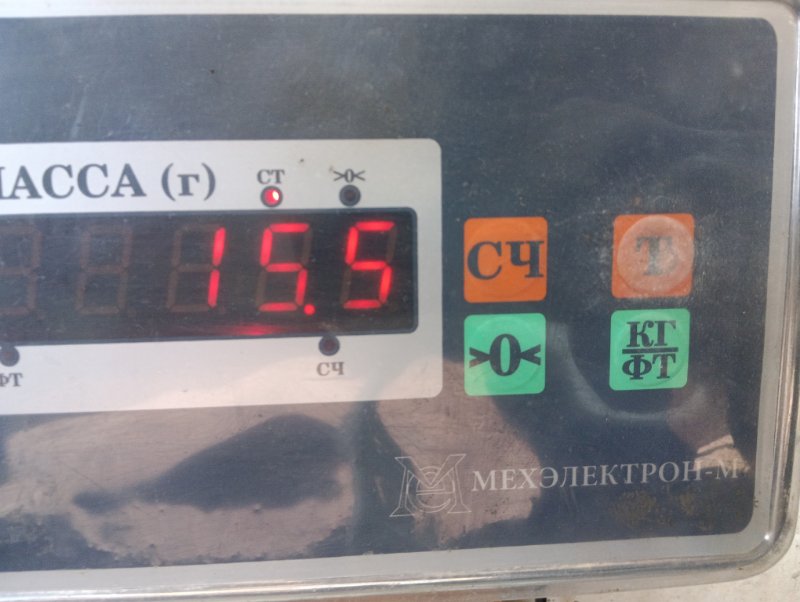 МАССА (г)
СТ >0<
15.5
ФТ СЧ
СЧ Т
>0< КГ
ФТ
МЕХЭЛЕКТРОН-М